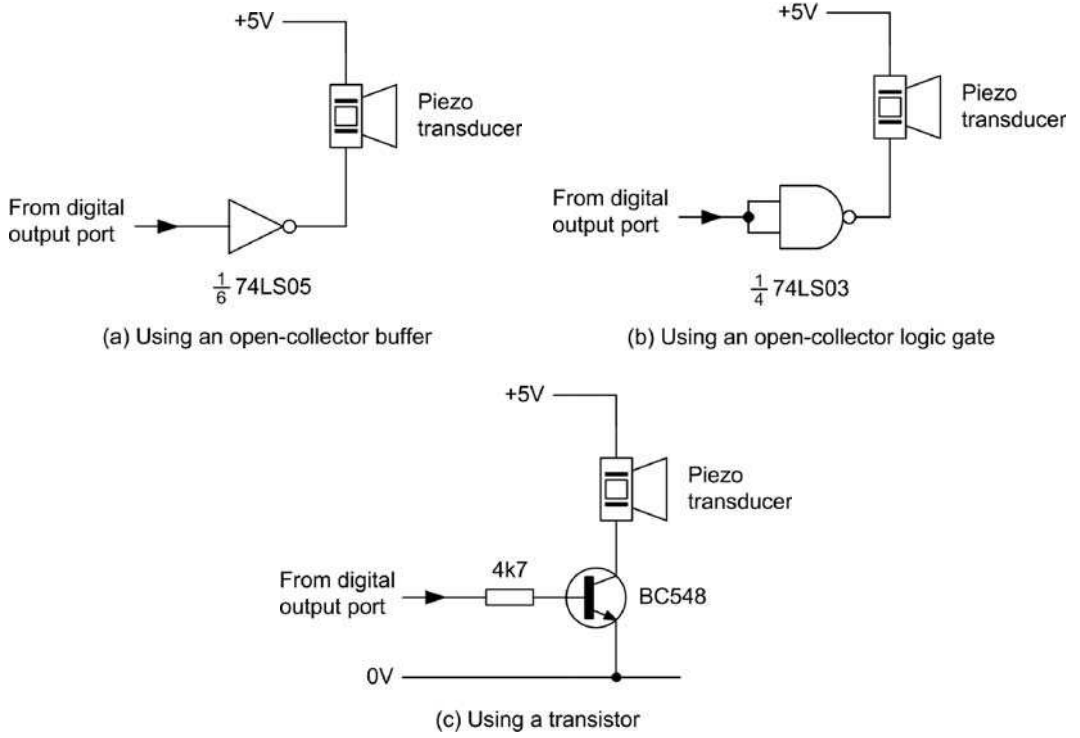 +5V
Piezo
transducer
From digital
output port
1/6 74LS05
(a) Using an open-collector buffer
+5V
Piezo
transducer
From digital
output port
1/4 74LS03
(b) Using an open-collector logic gate
+5V
Piezo
transducer
4k7
From digital
output port
BC548
0V
(c) Using a transistor